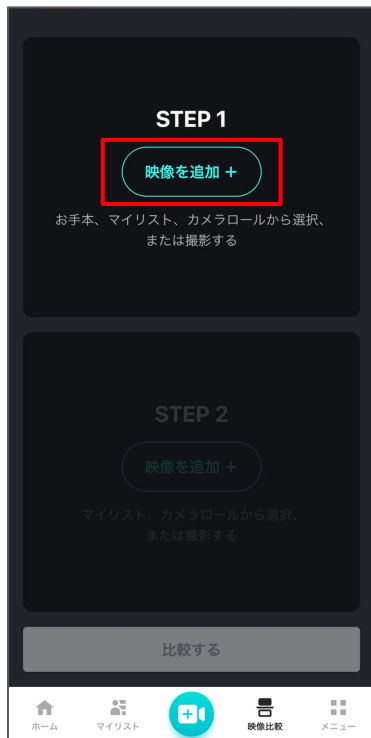 STEP 1
映像を追加 +
お手本、マイリスト、カメラロールから選択、
または撮影する
STEP 2
映像を追加 +
マイリスト、カメラロールから選択、
または撮影する
比較する
ホーム
マイリスト
映像比較
メニュー